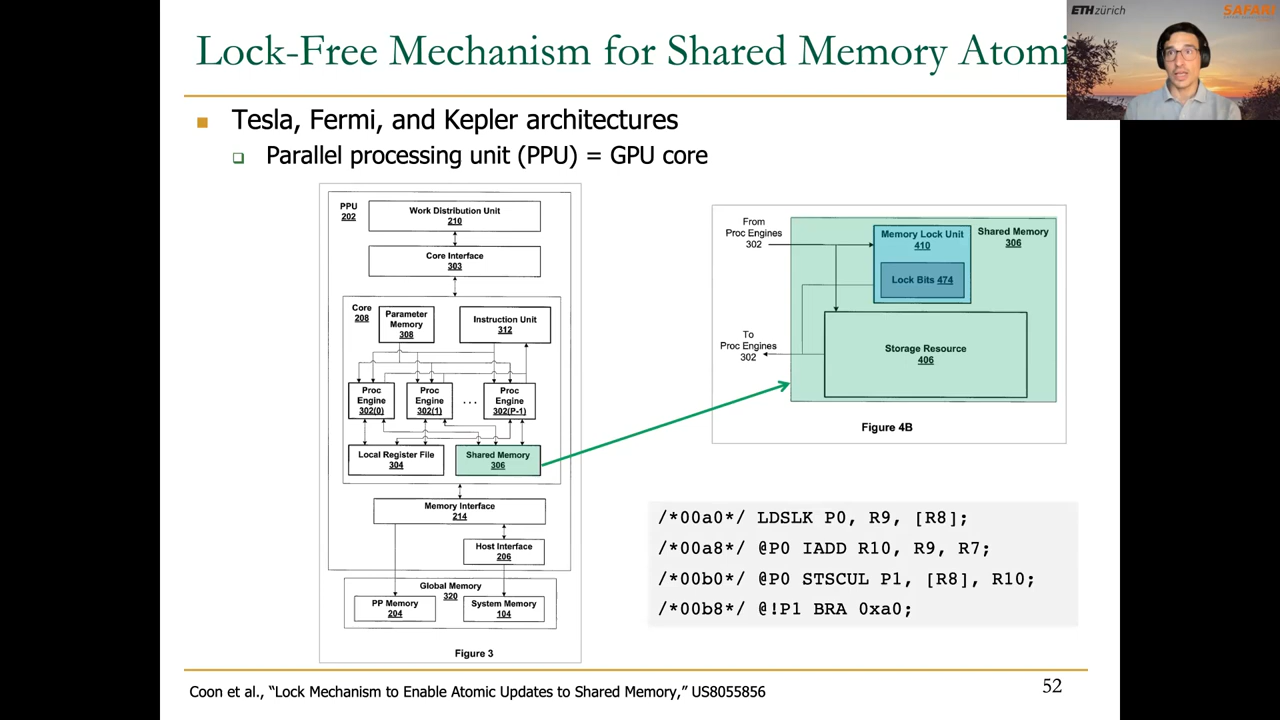 Lock-Free Mechanism for Shared Memory Atomi
ETH zürich
SAFARI
Tesla, Fermi, and Kepler architectures
Parallel processing unit (PPU) = GPU core
PPU
202
Work Distribution Unit
210
Core Interface
303
Core
208
Parameter
Memory
308
Instruction Unit
312
Proc
Engine
302(0)
Proc
Engine
302(1)
...
Proc
Engine
302(P-1)
Local Register File
304
Shared Memory
306
Memory Interface
214
Host Interface
206
Global Memory
320
PP Memory
204
System Memory
104
Figure 3
From
Proc Engines
302
Memory Lock Unit
410
Lock Bits 474
Shared Memory
306
To
Proc Engines
302
Storage Resource
406
Figure 4B
/*00a0*/ LDSLK P0, R9, [R8];
/*00a8*/ @P0 IADD R10, R9, R7;
/*00b0*/ @P0 STSCUL P1, [R8], R10;
/*00b8*/ @!P1 BRA 0xa0;
Coon et al., “Lock Mechanism to Enable Atomic Updates to Shared Memory,” US8055856
52